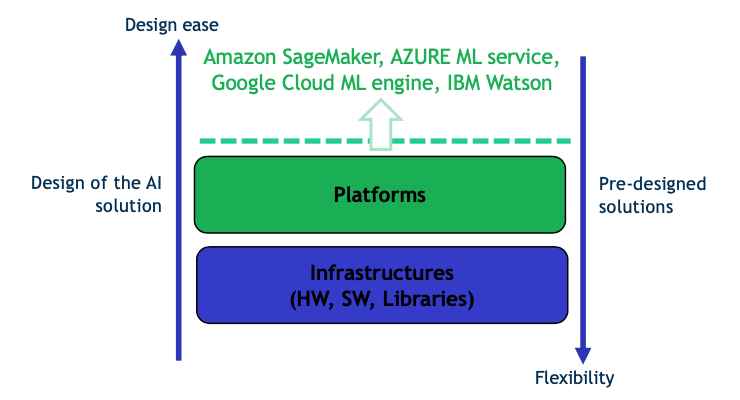 Design ease
Amazon SageMaker, AZURE ML service,
Google Cloud ML engine, IBM Watson
Design of the AI
solution
Platforms
Pre-designed
solutions
Infrastructures
(HW, SW, Libraries)
Flexibility